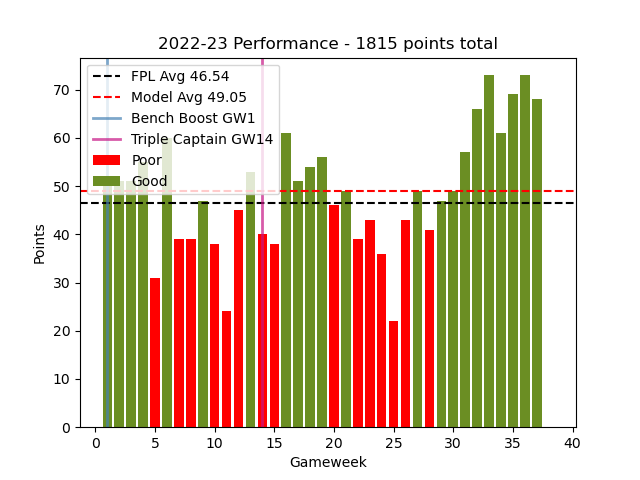 2022-23 Performance - 1815 points total
FPL Avg 46.54
Model Avg 49.05
Bench Boost GW1
Triple Captain GW14
Poor
Good
Points
70
60
50
40
30
20
10
0
0 5 10 15 20 25 30 35 40
Gameweek